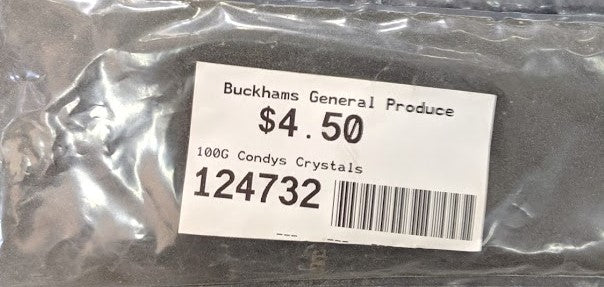 Buckhams General Produce
$4.50
100G Condys Crystals
124732